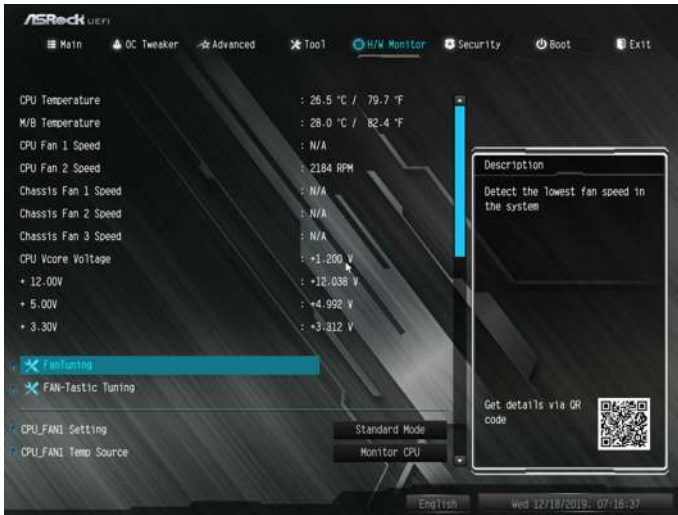 ASRock UEFI
Main OC Tweaker Advanced Tool H/W Monitor Security Boot Exit
CPU Temperature : 26.5 °C / 79.7 °F
M/B Temperature : 28.0 °C / 82.4 °F
CPU Fan 1 Speed : N/A
CPU Fan 2 Speed : 2184 RPM
Chassis Fan 1 Speed : N/A
Chassis Fan 2 Speed : N/A
Chassis Fan 3 Speed : N/A
CPU Vcore Voltage : +1.200 V
+ 12.00V : +12.038 V
+ 5.00V : +4.992 V
+ 3.30V : +3.312 V
FanTuning
FAN-Tastic Tuning
CPU_FAN1 Setting Standard Mode
CPU_FAN1 Temp Source Monitor CPU
Description
Detect the lowest fan speed in
the system
Get details via QR
code
English Wed 12/18/2019. 07:16:37